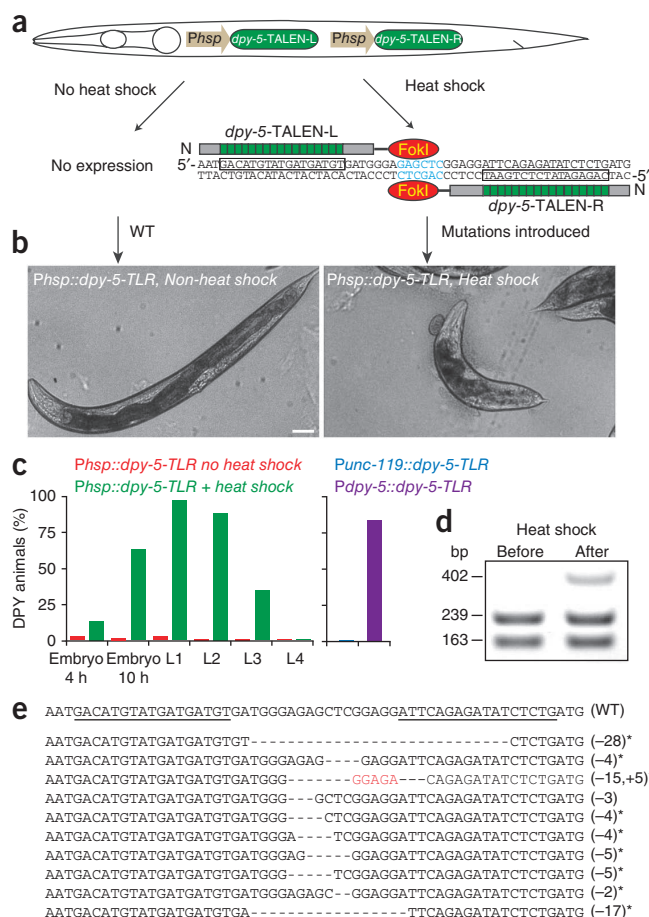 a
Phsp dpy-5-TALEN-L Phsp dpy-5-TALEN-R
No heat shock
Heat shock
No expression
dpy-5-TALEN-L
N
FokI
5′-AATGACATGTATGATGATGTGATGGGAGAGCTCGGAGGATTCAGAGATATCTCTGATG
TTACTGTACATACTACTACACTACCCTCTCGACCCTCCTAAGTCTCTATAGAGACTAC-5′
FokI
N
dpy-5-TALEN-R
WT
Mutations introduced
b
Phsp::dpy-5-TLR, Non-heat shock
Phsp::dpy-5-TLR, Heat shock
c
Phsp::dpy-5-TLR no heat shock
Phsp::dpy-5-TLR + heat shock
Punc-119::dpy-5-TLR
Pdpy-5::dpy-5-TLR
DPY animals (%)
100
75
50
25
0
Embryo 4 h
Embryo 10 h
L1
L2
L3
L4
d
Heat shock
bp Before After
402
239
163
e
AATGACATGTATGATGATGTGATGGGAGAGCTCGGAGGATTCAGAGATATCTCTGATG (WT)
AATGACATGTATGATGATGTGT----------------------------CTCTGATG (–28)*
AATGACATGTATGATGATGTGATGGGAGAG----GAGGATTCAGAGATATCTCTGATG (–4)*
AATGACATGTATGATGATGTGATGGG-------GGAGA---CAGAGATATCTCTGATG (–15,+5)
AATGACATGTATGATGATGTGATGGG---GCTCGGAGGATTCAGAGATATCTCTGATG (–3)
AATGACATGTATGATGATGTGATGGG----CTCGGAGGATTCAGAGATATCTCTGATG (–4)*
AATGACATGTATGATGATGTGATGGGA----TCGGAGGATTCAGAGATATCTCTGATG (–4)*
AATGACATGTATGATGATGTGATGGGAG-----GGAGGATTCAGAGATATCTCTGATG (–5)*
AATGACATGTATGATGATGTGATGGG-----TCGGAGGATTCAGAGATATCTCTGATG (–5)*
AATGACATGTATGATGATGTGATGGGAGAGC--GGAGGATTCAGAGATATCTCTGATG (–2)*
AATGACATGTATGATGATGTGA-----------------TTCAGAGATATCTCTGATG (–17)*